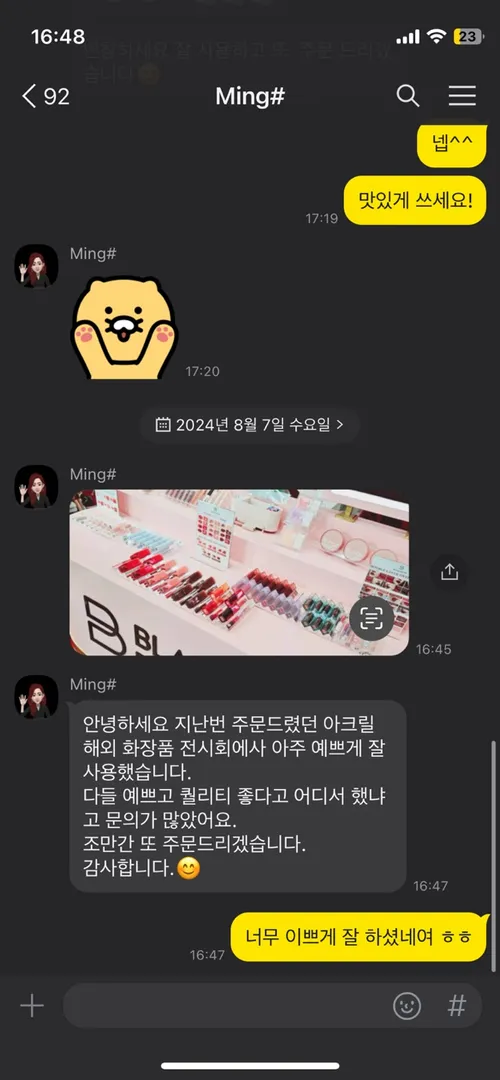 16:48
23
92
Ming#
넵^^
맛있게 쓰세요!
17:19
Ming#
17:20
2024년 8월 7일 수요일 >
Ming#
B BLA
16:45
Ming#
안녕하세요 지난번 주문드렸던 아크릴
해외 화장품 전시회에사 아주 예쁘게 잘
사용했습니다.
다들 예쁘고 퀄리티 좋다고 어디서 했냐
고 문의가 많았어요.
조만간 또 주문드리겠습니다.
감사합니다.😊
16:47
너무 이쁘게 잘 하셨네여 ㅎㅎ
16:47
#